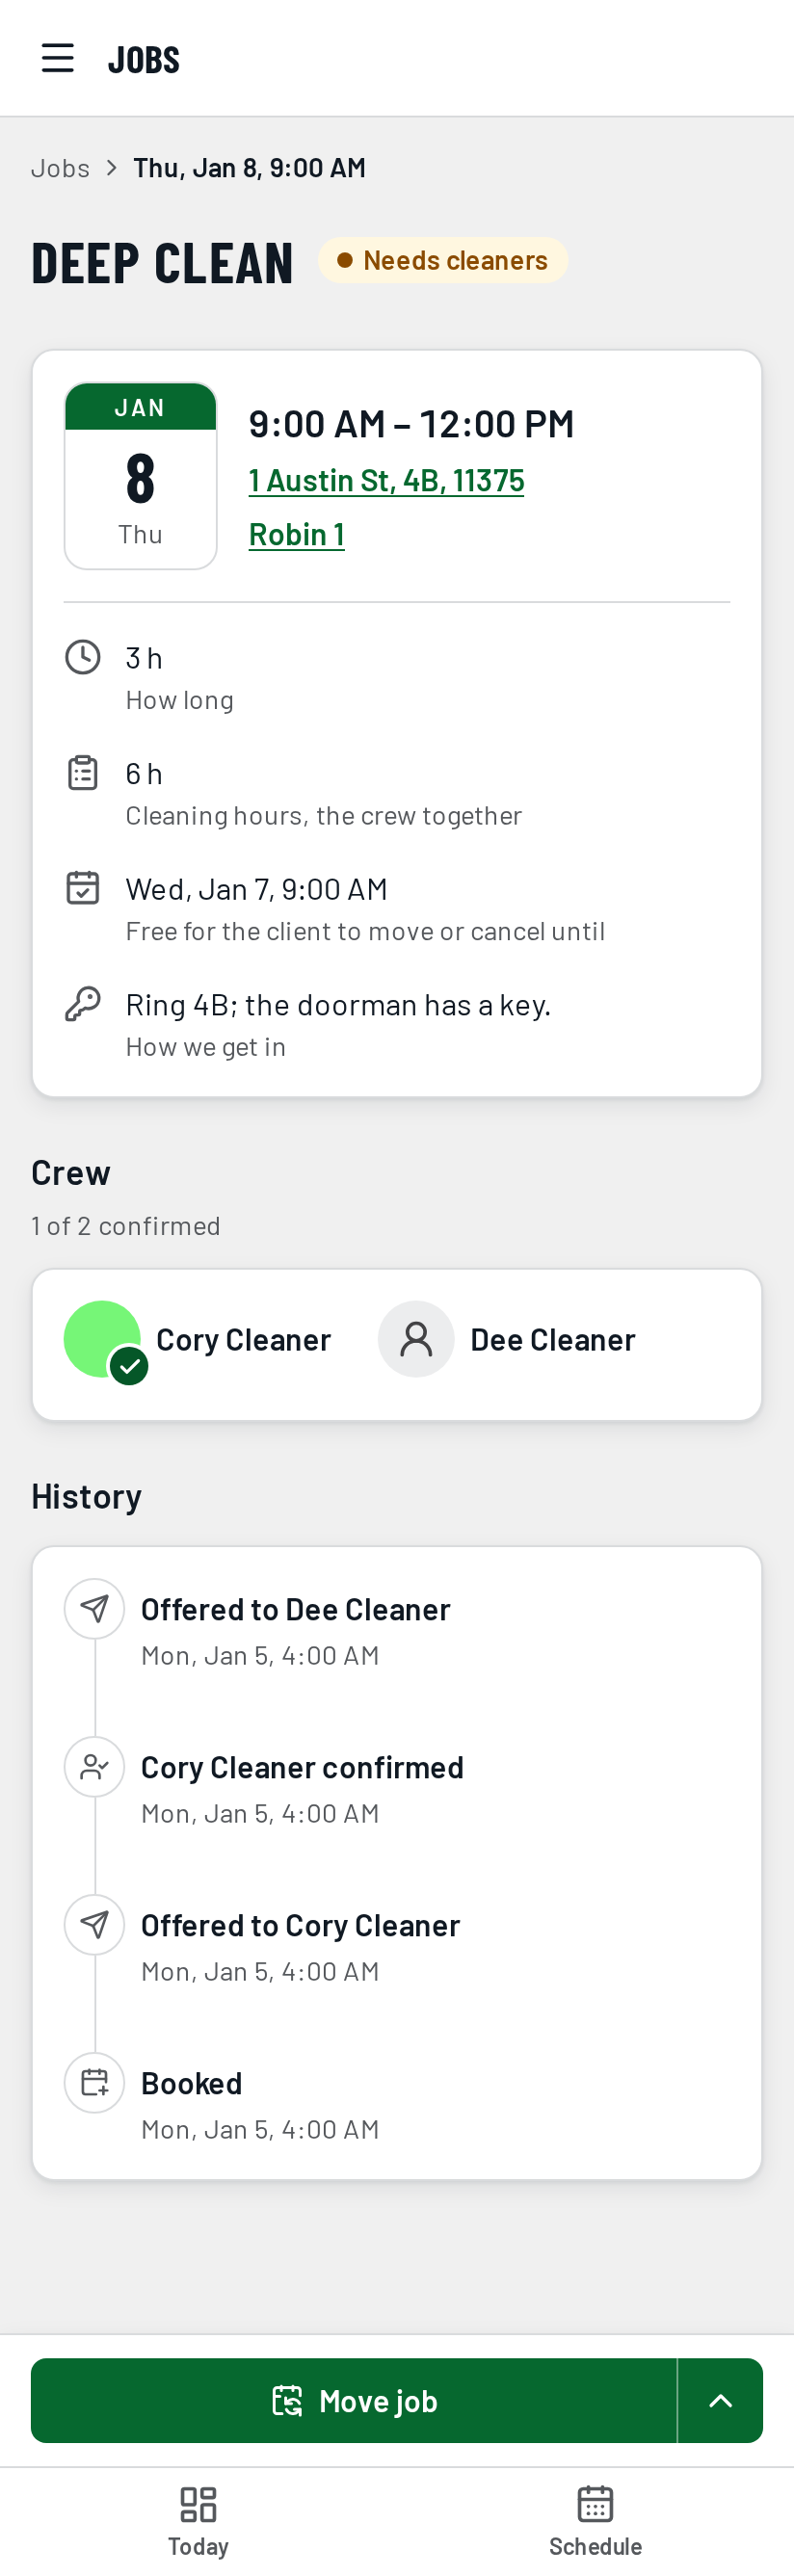 JOBS
Jobs > Thu, Jan 8, 9:00 AM
DEEP CLEAN
Needs cleaners
JAN
8
Thu
9:00 AM – 12:00 PM
1 Austin St, 4B, 11375
Robin 1
3 h
How long
6 h
Cleaning hours, the crew together
Wed, Jan 7, 9:00 AM
Free for the client to move or cancel until
Ring 4B; the doorman has a key.
How we get in
Crew
1 of 2 confirmed
Cory Cleaner
Dee Cleaner
History
Offered to Dee Cleaner
Mon, Jan 5, 4:00 AM
Cory Cleaner confirmed
Mon, Jan 5, 4:00 AM
Offered to Cory Cleaner
Mon, Jan 5, 4:00 AM
Booked
Mon, Jan 5, 4:00 AM
Move job
Today
Schedule